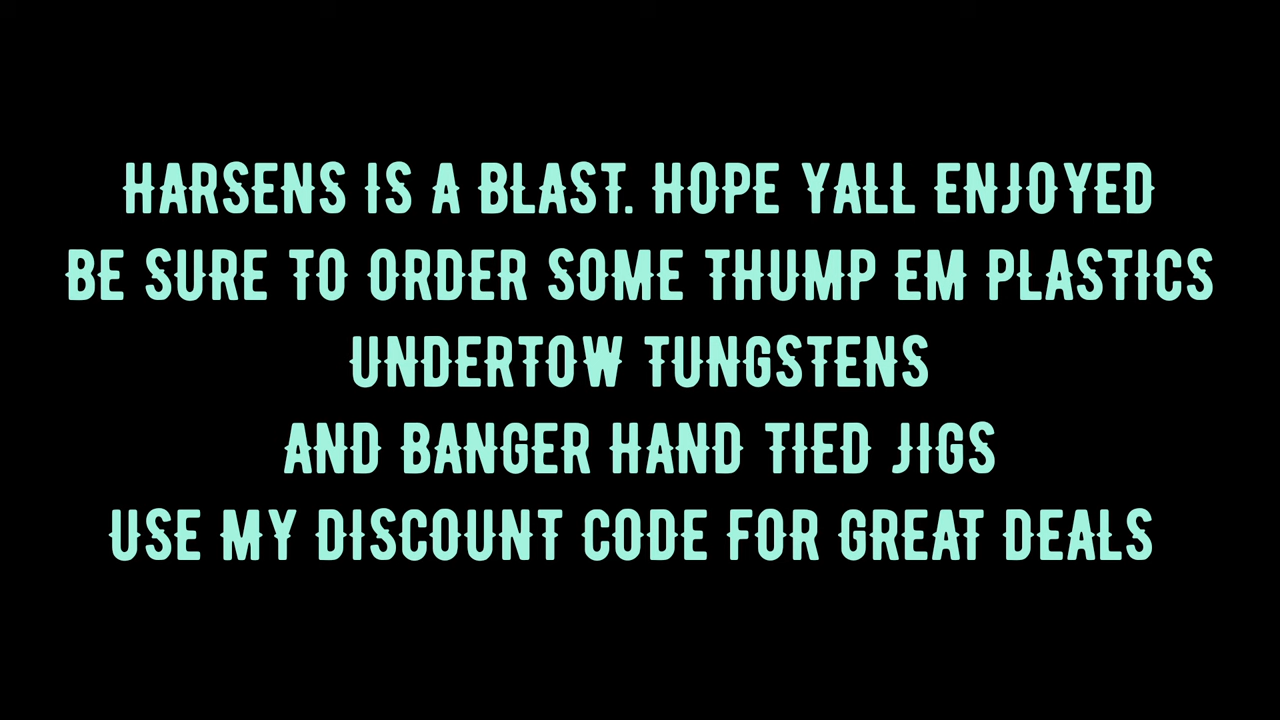 HARSENS IS A BLAST. HOPE YALL ENJOYED
BE SURE TO ORDER SOME THUMP EM PLASTICS
UNDERTOW TUNGSTENS
AND BANGER HAND TIED JIGS
USE MY DISCOUNT CODE FOR GREAT DEALS